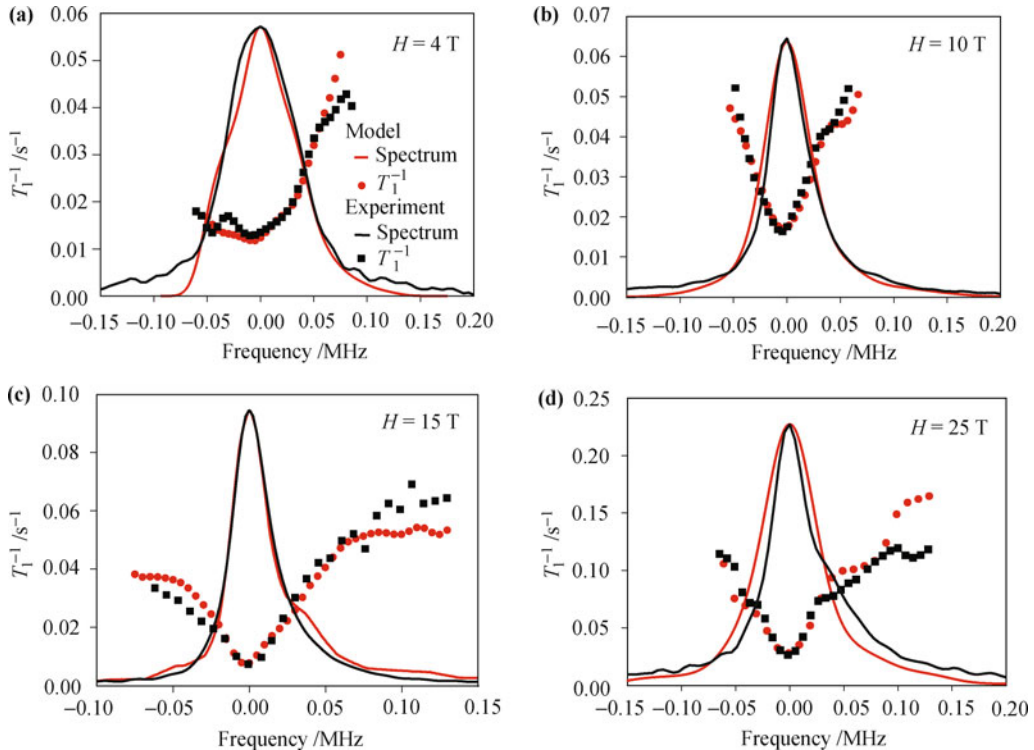 (a)
H = 4 T
0.06
0.05
0.04
0.03
0.02
0.01
0.00
T₁⁻¹ /s⁻¹
Model
Spectrum
T₁⁻¹
Experiment
Spectrum
T₁⁻¹
−0.15 −0.10 −0.05 0.00 0.05 0.10 0.15 0.20
Frequency /MHz
(b)
H = 10 T
0.07
0.06
0.05
0.04
0.03
0.02
0.01
0.00
T₁⁻¹ /s⁻¹
−0.15 −0.10 −0.05 0.00 0.05 0.10 0.15 0.20
Frequency /MHz
(c)
H = 15 T
0.10
0.08
0.06
0.04
0.02
0.00
T₁⁻¹ /s⁻¹
−0.10 −0.05 0.00 0.05 0.10 0.15
Frequency /MHz
(d)
H = 25 T
0.25
0.20
0.15
0.10
0.05
0.00
T₁⁻¹ /s⁻¹
−0.15 −0.10 −0.05 0.00 0.05 0.10 0.15 0.20
Frequency /MHz